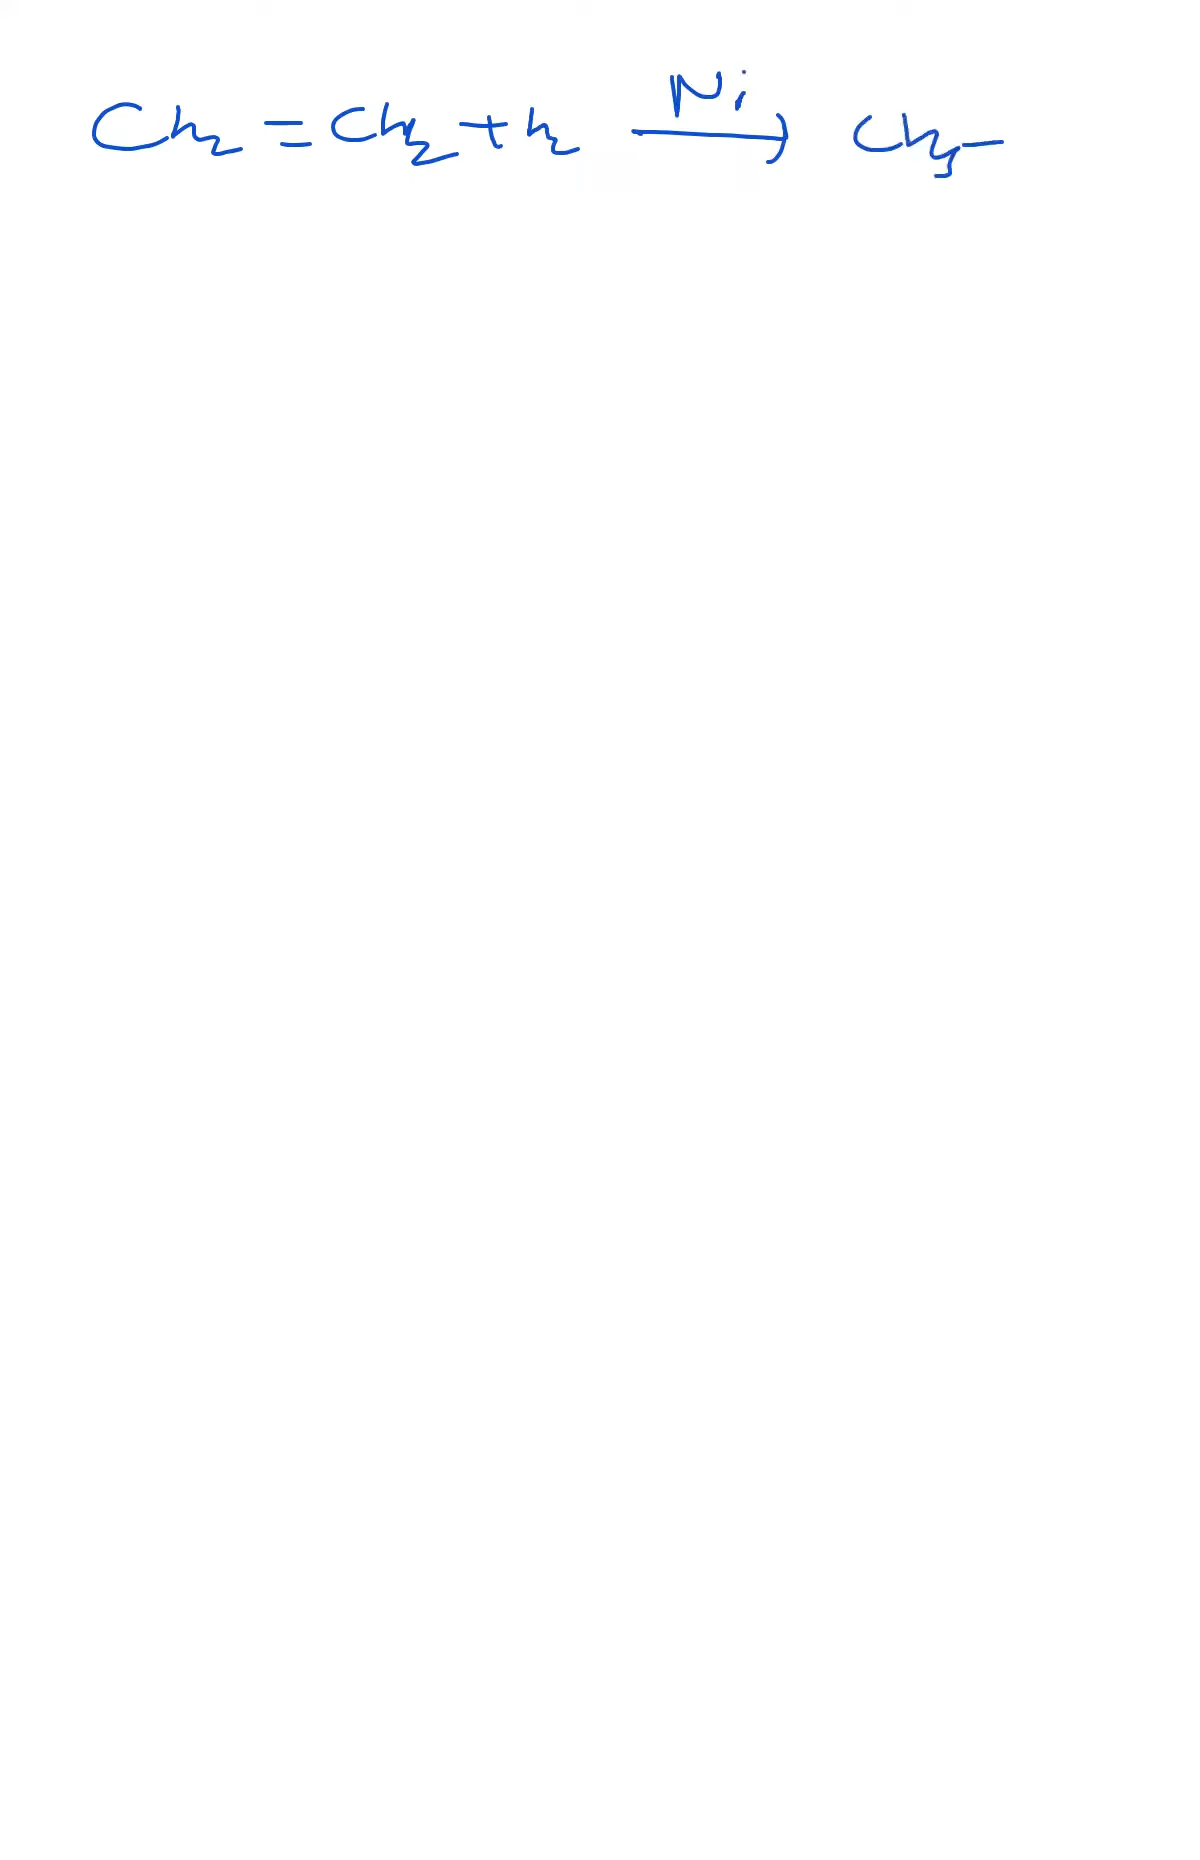 Ch₂ = Ch₂ + h₂ —Ni→ Ch₃ –